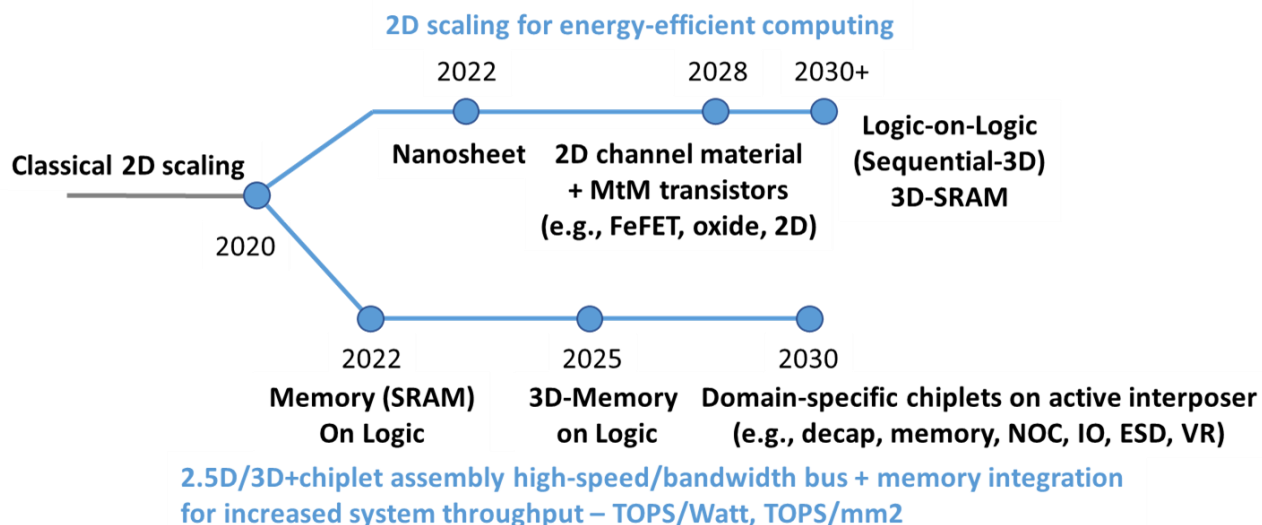 2D scaling for energy-efficient computing
2022
2028
2030+
Classical 2D scaling
2020
Nanosheet
2D channel material
+ MtM transistors
(e.g., FeFET, oxide, 2D)
Logic-on-Logic
(Sequential-3D)
3D-SRAM
2022
Memory (SRAM)
On Logic
2025
3D-Memory
on Logic
2030
Domain-specific chiplets on active interposer
(e.g., decap, memory, NOC, IO, ESD, VR)
2.5D/3D+chiplet assembly high-speed/bandwidth bus + memory integration
for increased system throughput – TOPS/Watt, TOPS/mm2